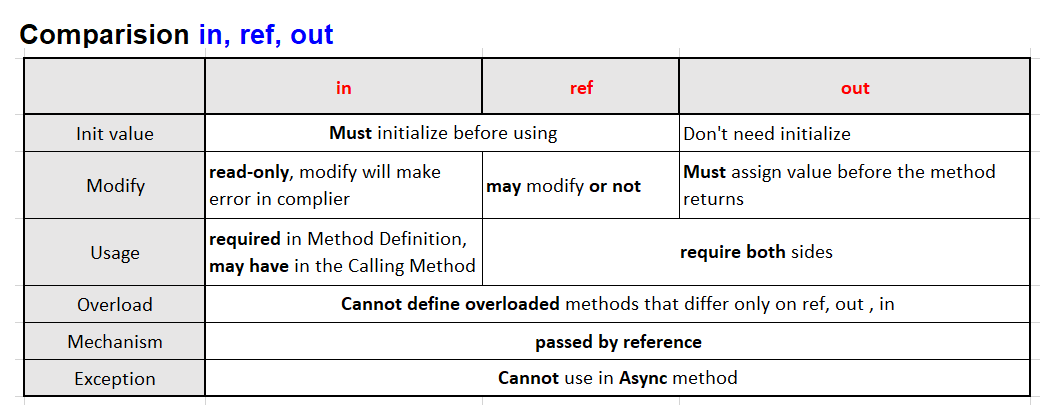 Comparision in, ref, out
in ref out
Init value Must initialize before using Don't need initialize
Modify read-only, modify will make
error in complier may modify or not Must assign value before the method
returns
Usage required in Method Definition,
may have in the Calling Method require both sides
Overload Cannot define overloaded methods that differ only on ref, out , in
Mechanism passed by reference
Exception Cannot use in Async method